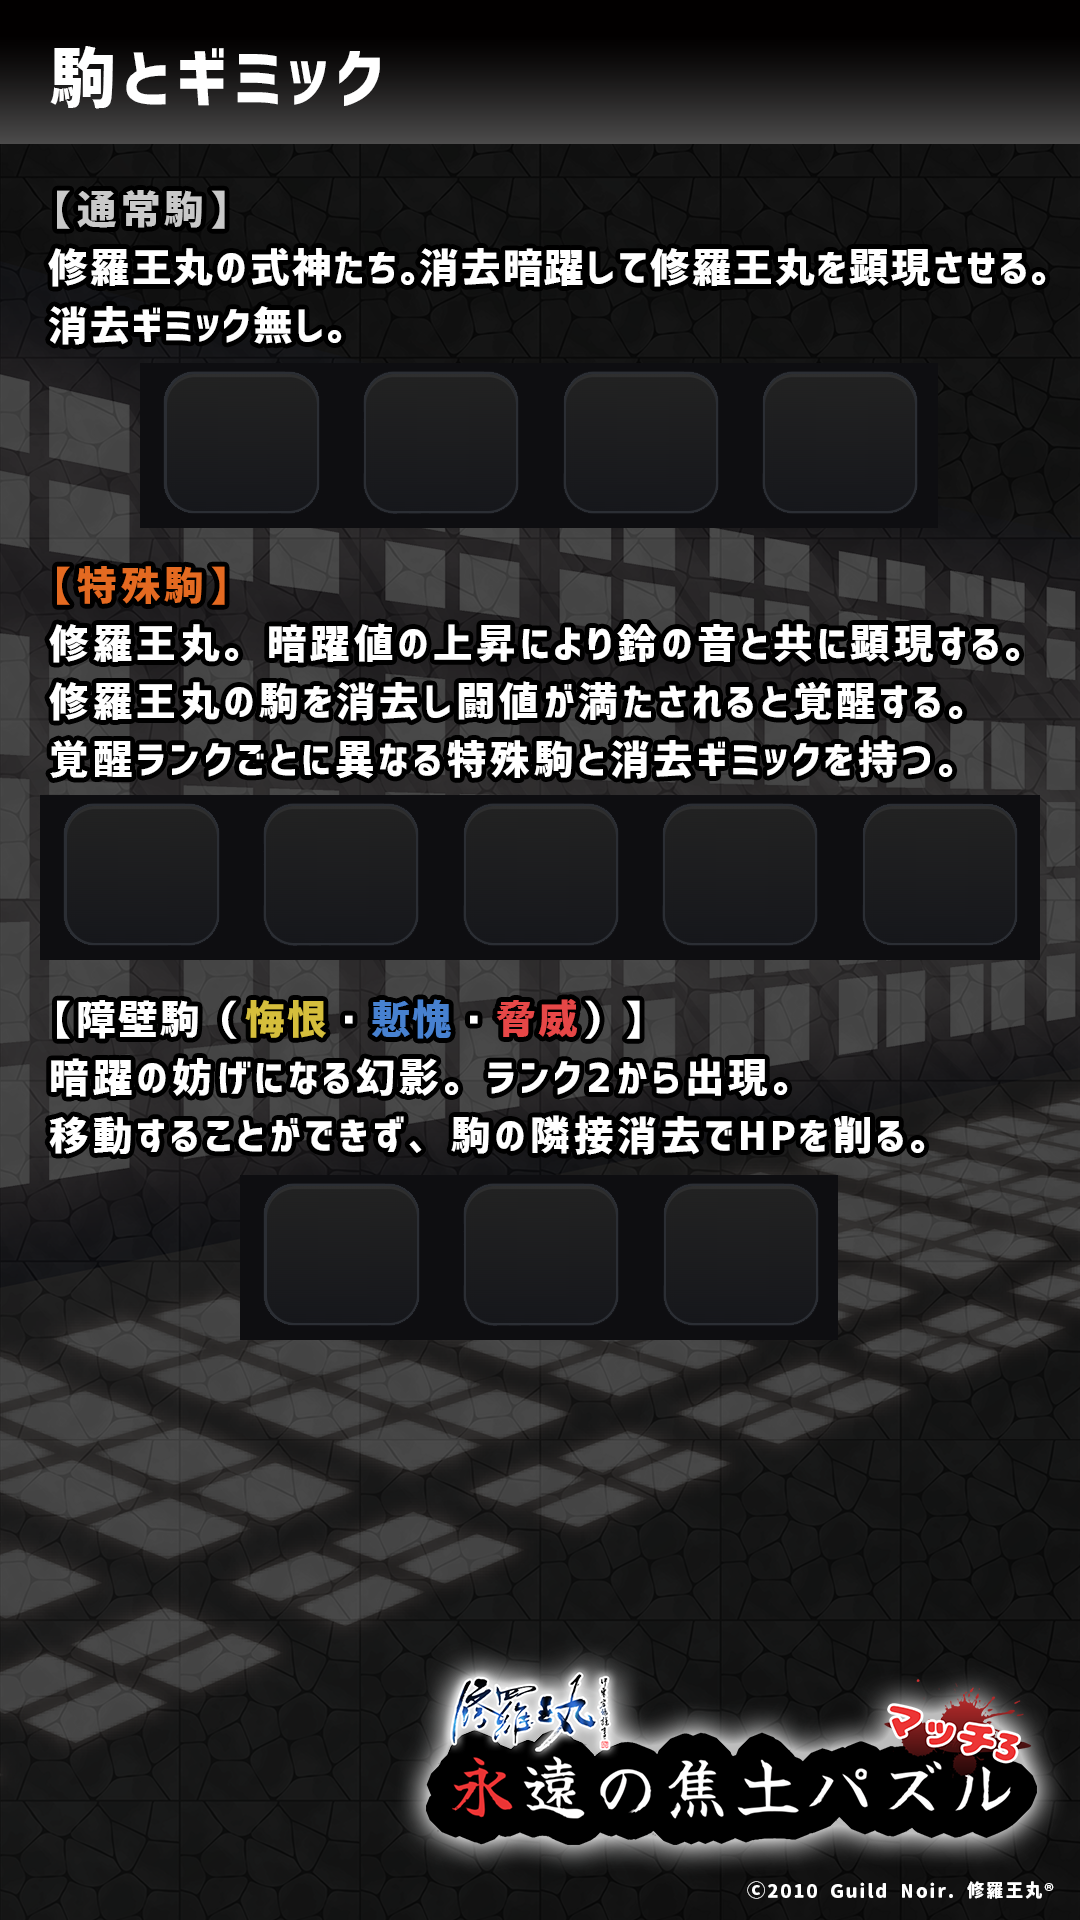 駒とギミック
【通常駒】
修羅王丸の式神たち。消去暗躍して修羅王丸を顕現させる。
消去ギミック無し。
【特殊駒】
修羅王丸。暗躍値の上昇により鈴の音と共に顕現する。
修羅王丸の駒を消去し闘値が満たされると覚醒する。
覚醒ランクごとに異なる特殊駒と消去ギミックを持つ。
【障壁駒（悔恨・慙愧・脅威）】
暗躍の妨げになる幻影。ランク2から出現。
移動することができず、駒の隣接消去でHPを削る。
修羅王丸
マッチ3
永遠の焦土パズル
©2010 Guild Noir. 修羅王丸®